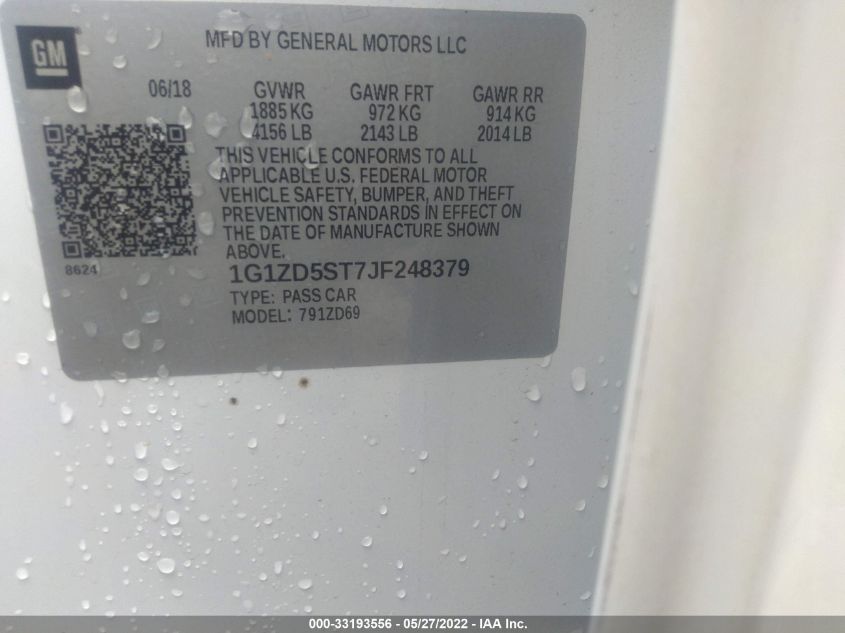 GM
MFD BY GENERAL MOTORS LLC
06/18 GVWR GAWR FRT GAWR RR
1885 KG 972 KG 914 KG
4156 LB 2143 LB 2014 LB
THIS VEHICLE CONFORMS TO ALL
APPLICABLE U.S. FEDERAL MOTOR
VEHICLE SAFETY, BUMPER, AND THEFT
PREVENTION STANDARDS IN EFFECT ON
THE DATE OF MANUFACTURE SHOWN
ABOVE.
8624
1G1ZD5ST7JF248379
TYPE: PASS CAR
MODEL: 791ZD69
000-33193556 - 05/27/2022 - IAA Inc.